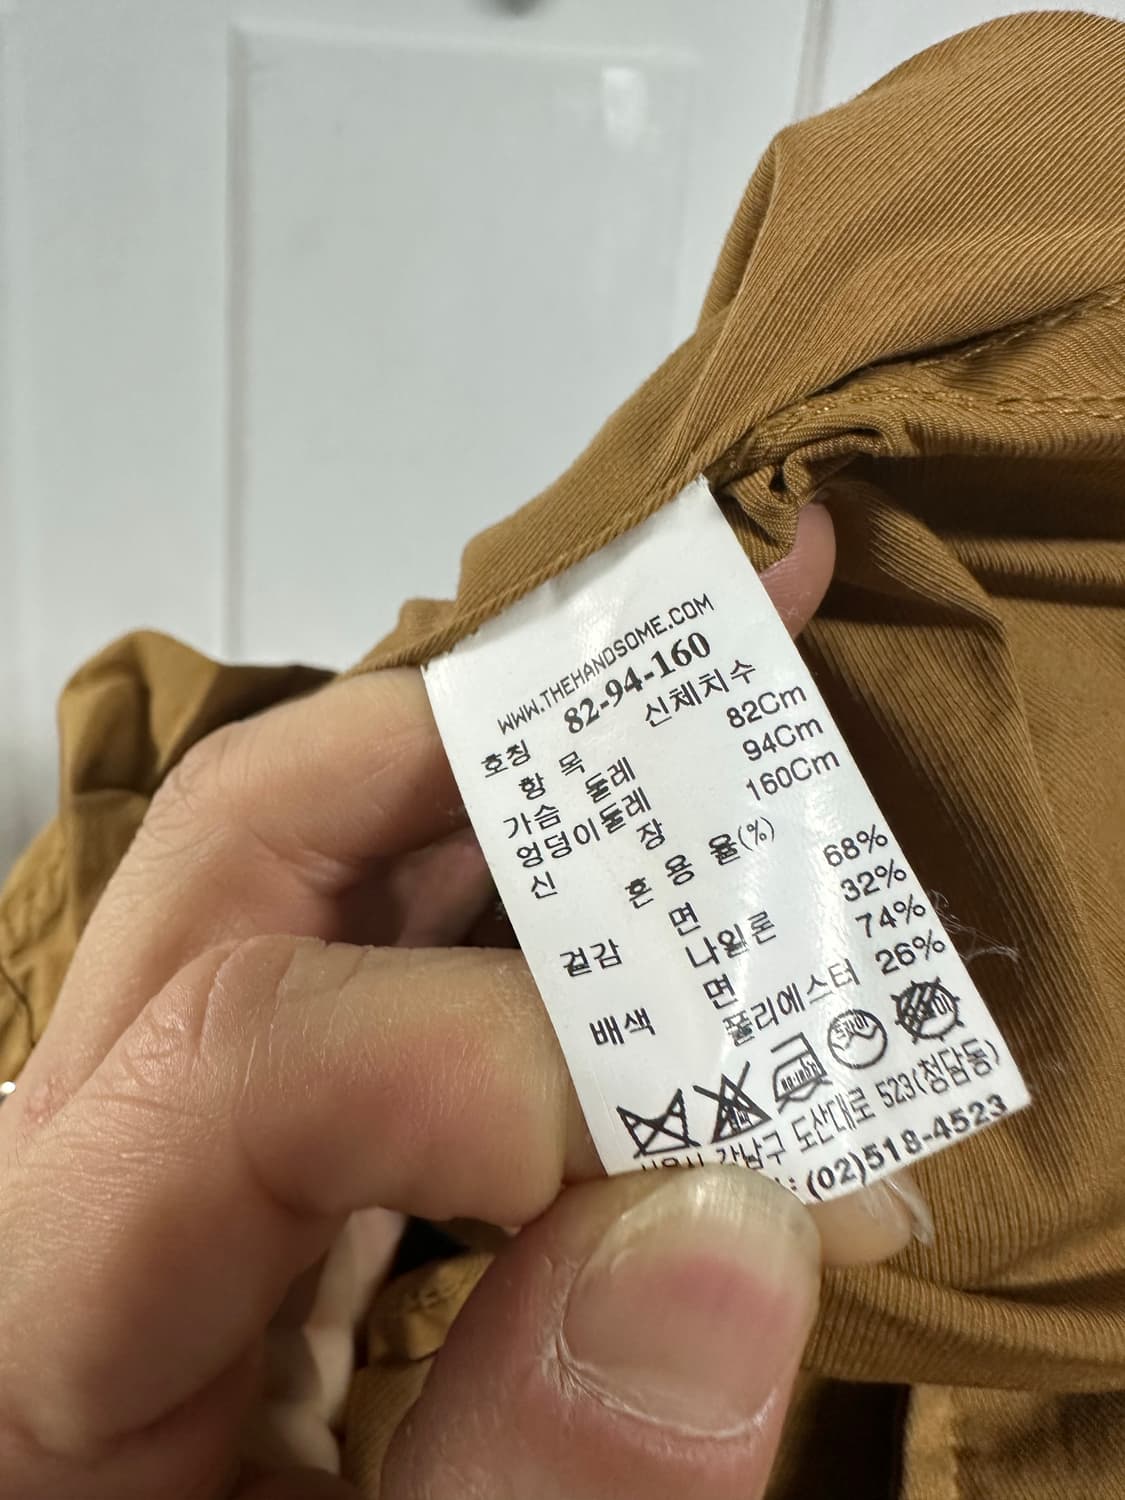 WWW.THEHANDSOME.COM
호칭 82-94-160
항 목 신체치수
가슴 둘레 82Cm
엉덩이둘레 94Cm
신 장 160Cm
혼 용 율(%)
겉감 면 68%
나일론 32%
배색 면 74%
폴리에스터 26%
강남구 도산대로 523(청담동)
: (02)518-4523